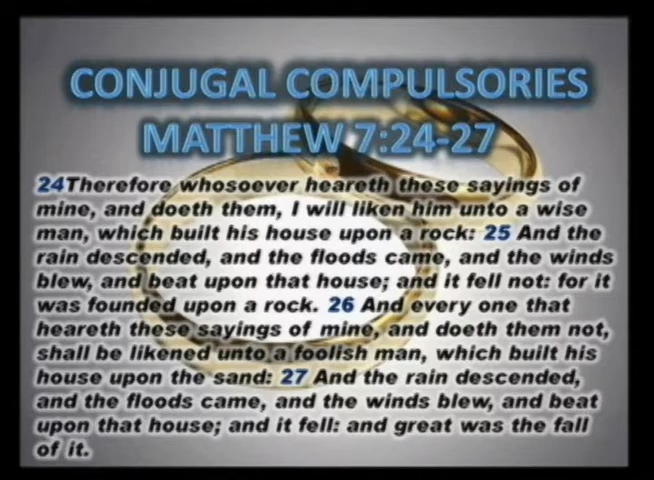 CONJUGAL COMPULSORIES
MATTHEW 7:24-27
24Therefore whosoever heareth these sayings of
mine, and doeth them, I will liken him unto a wise
man, which built his house upon a rock: 25 And the
rain descended, and the floods came, and the winds
blew, and beat upon that house; and it fell not: for it
was founded upon a rock. 26 And every one that
heareth these sayings of mine, and doeth them not,
shall be likened unto a foolish man, which built his
house upon the sand: 27 And the rain descended,
and the floods came, and the winds blew, and beat
upon that house; and it fell: and great was the fall
of it.